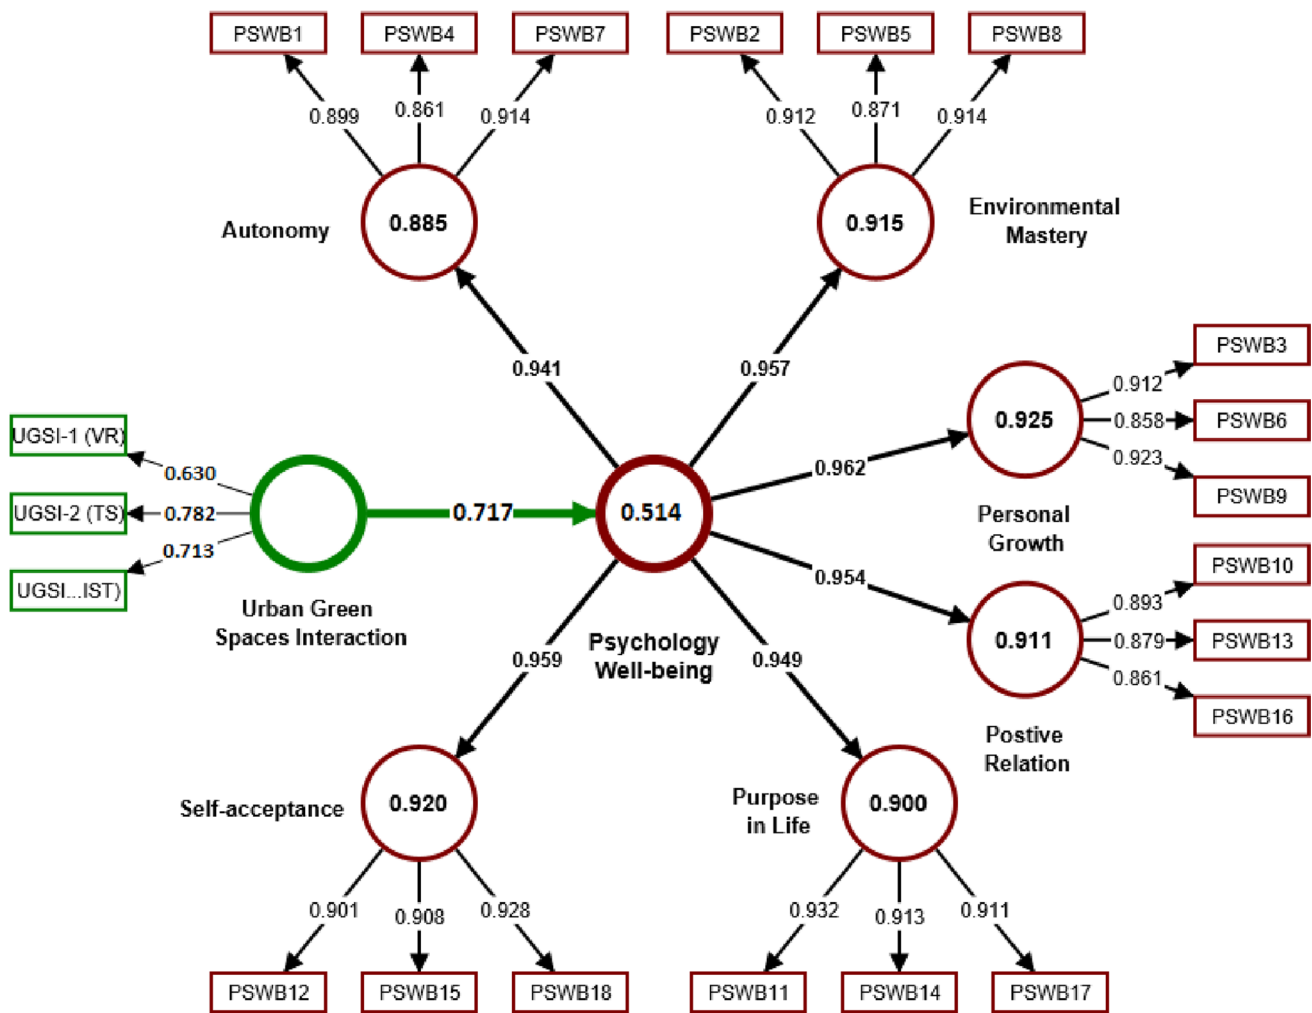 PSWB1
PSWB4
PSWB7
PSWB2
PSWB5
PSWB8
0.899
0.861
0.914
0.912
0.871
0.914
Autonomy
0.885
0.915
Environmental
Mastery
0.941
0.957
PSWB3
0.912
0.925
0.858
PSWB6
0.923
PSWB9
0.962
Personal
Growth
UGSI-1 (VR)
0.630
UGSI-2 (TS)
0.782
0.713
UGSI...IST)
0.717
0.514
Urban Green
Spaces Interaction
Psychology
Well-being
0.954
PSWB10
0.893
0.911
0.879
PSWB13
0.861
PSWB16
Postive
Relation
0.959
0.949
Self-acceptance
0.920
Purpose
in Life
0.900
0.901
0.908
0.928
0.932
0.913
0.911
PSWB12
PSWB15
PSWB18
PSWB11
PSWB14
PSWB17